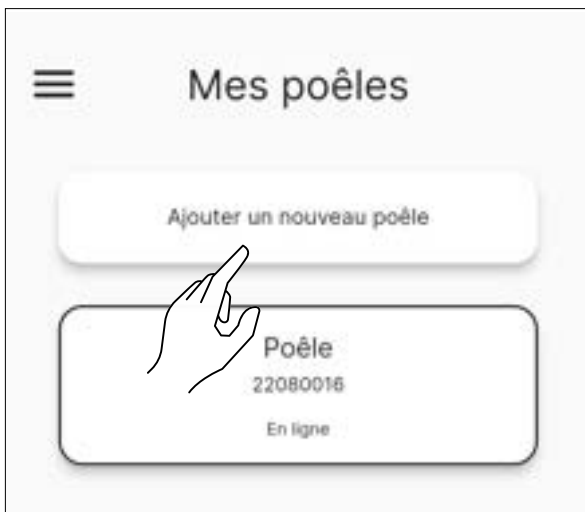 Mes poêles
Ajouter un nouveau poêle
Poêle
22080016
En ligne